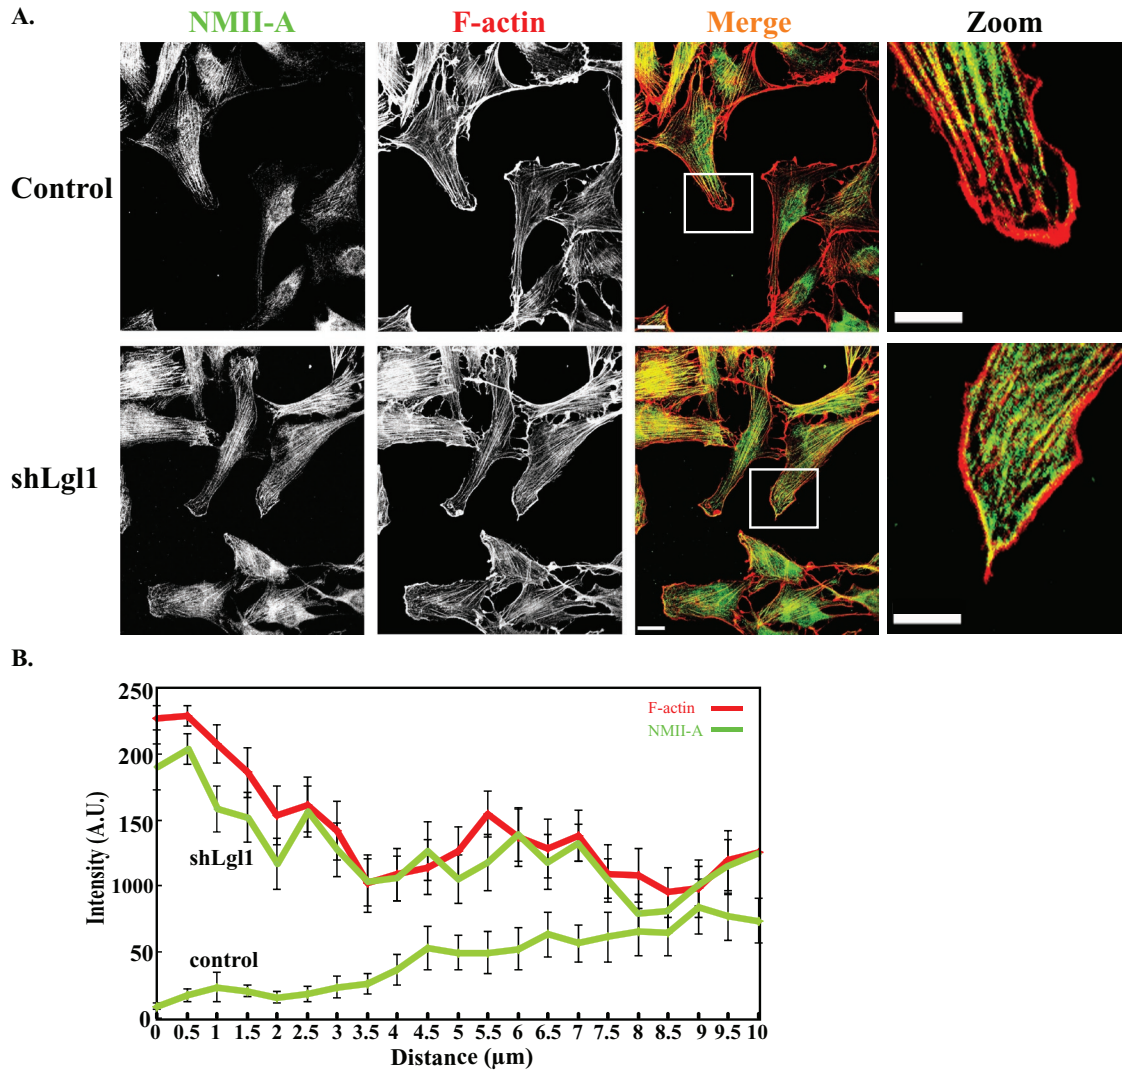 A.
NMII-A F-actin Merge Zoom
Control
shLgl1
B.
250
200
150
1000
50
0
Intensity (A.U.)
F-actin
NMII-A
shLgl1
control
0 0.5 1 1.5 2 2.5 3 3.5 4 4.5 5 5.5 6 6.5 7 7.5 8 8.5 9 9.5 10
Distance (µm)